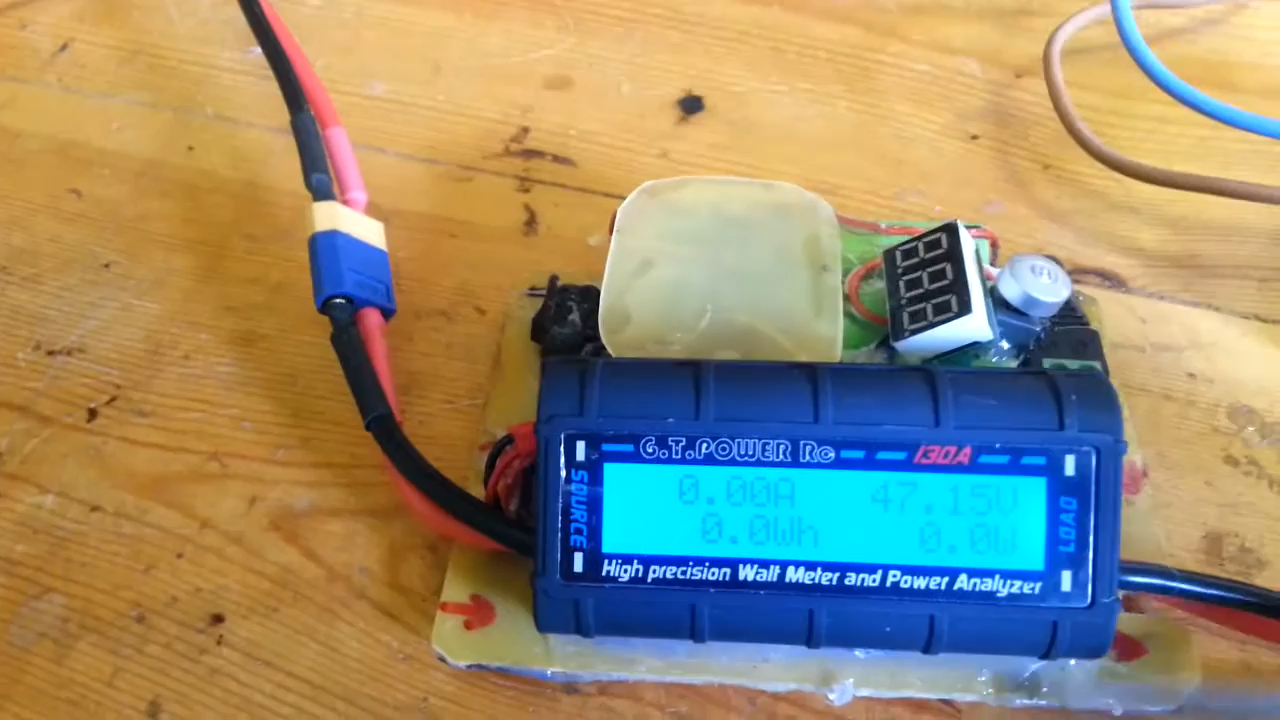 G.T.POWER RC 130A
SOURCE
0.00A 47.15V
0.0Wh 0.0W
LOAD
High precision Watt Meter and Power Analyzer